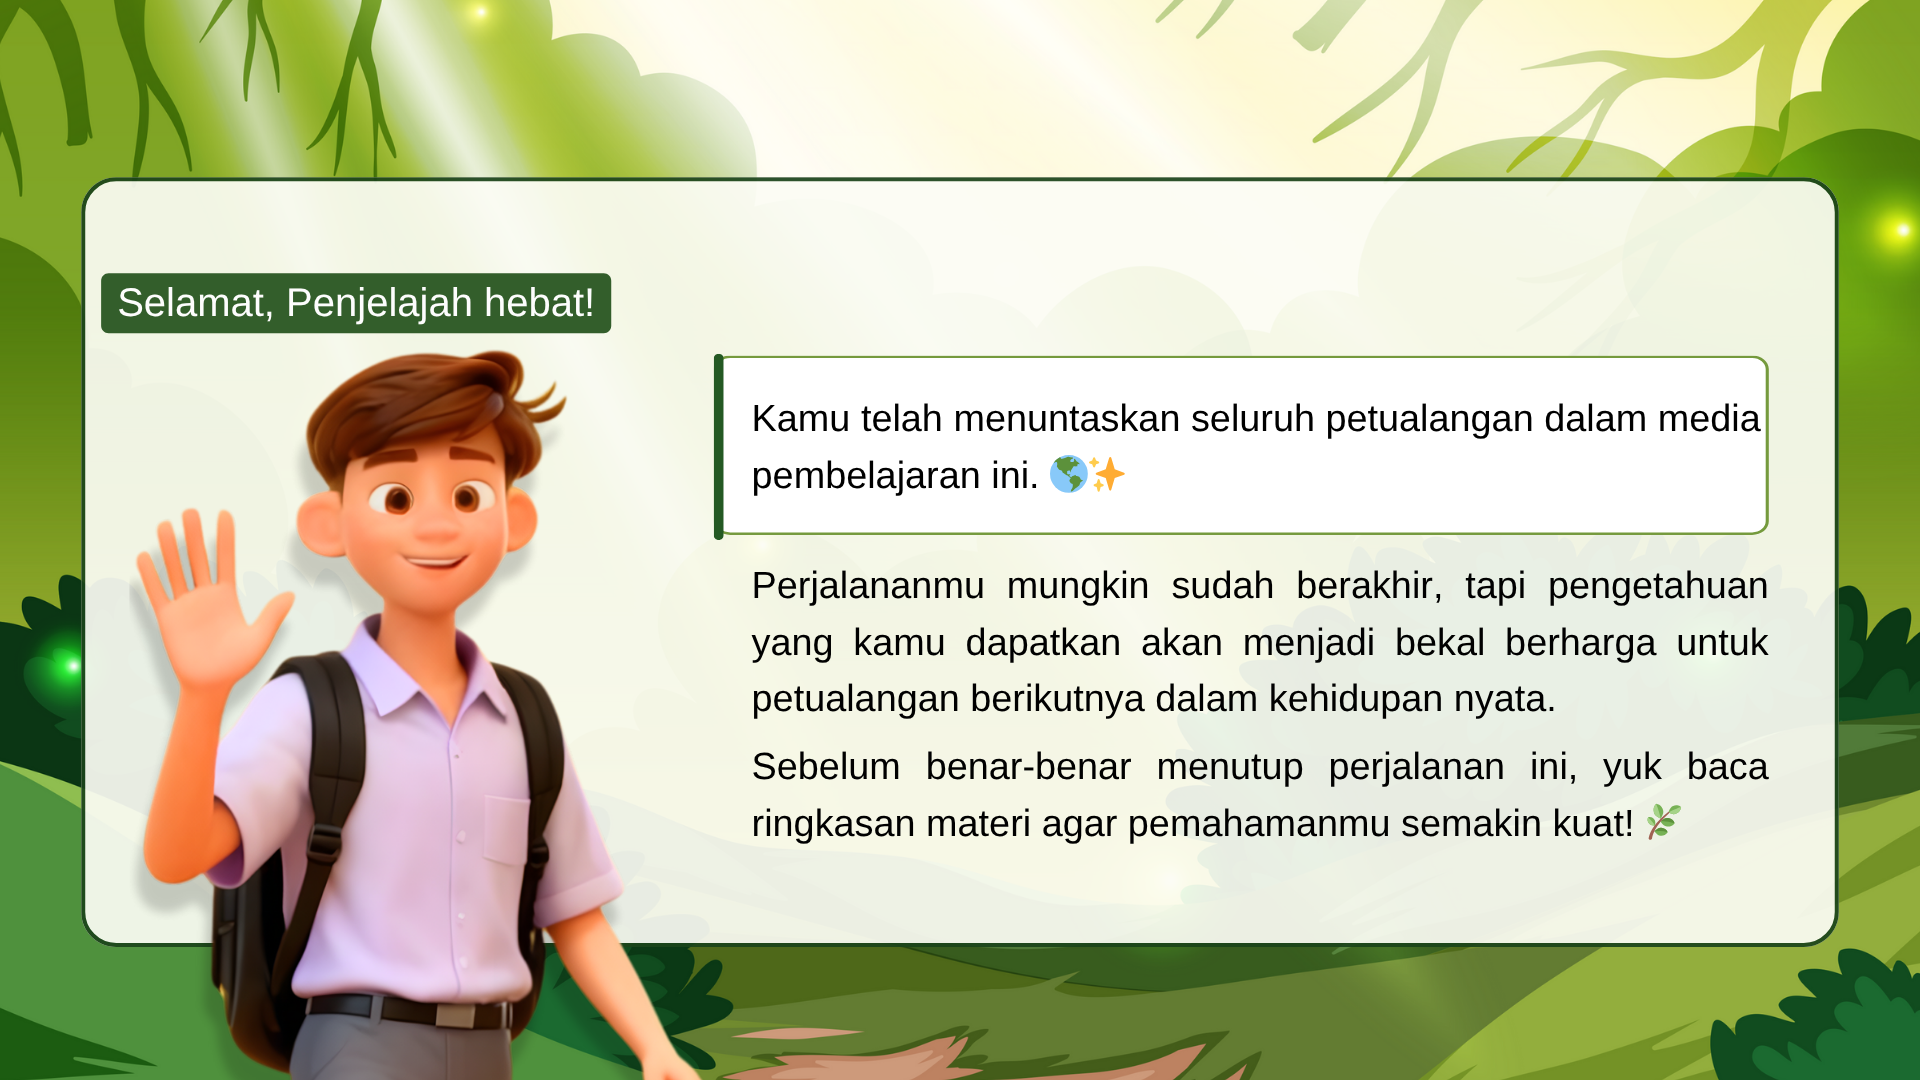 Selamat, Penjelajah hebat!
Kamu telah menuntaskan seluruh petualangan dalam media
pembelajaran ini. 🌎✨
Perjalananmu mungkin sudah berakhir, tapi pengetahuan
yang kamu dapatkan akan menjadi bekal berharga untuk
petualangan berikutnya dalam kehidupan nyata.
Sebelum benar-benar menutup perjalanan ini, yuk baca
ringkasan materi agar pemahamanmu semakin kuat! 🌿